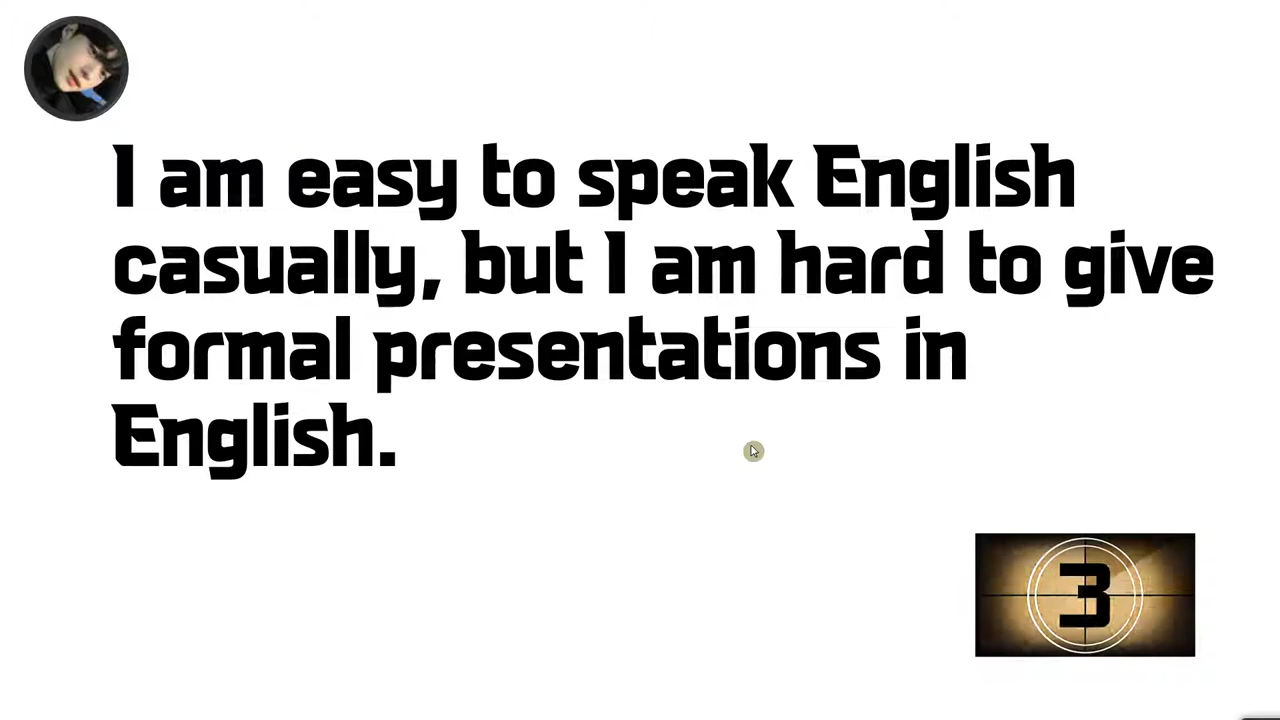 I am easy to speak English
casually, but I am hard to give
formal presentations in
English.
3